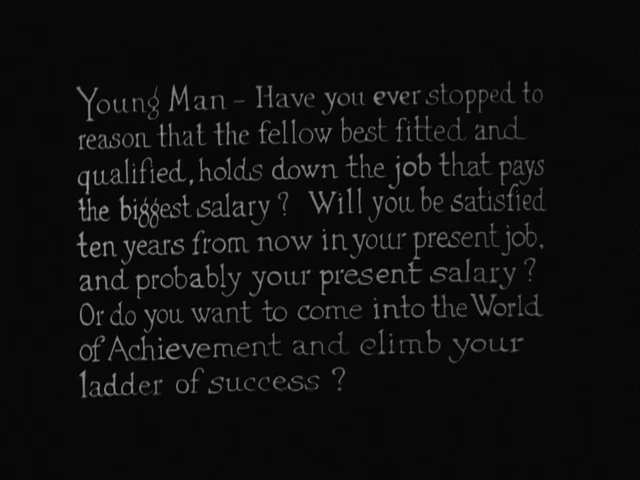 Young Man - Have you ever stopped to
reason that the fellow best fitted and
qualified, holds down the job that pays
the biggest salary? Will you be satisfied
ten years from now in your present job,
and probably your present salary?
Or do you want to come into the World
of Achievement and climb your
ladder of success?